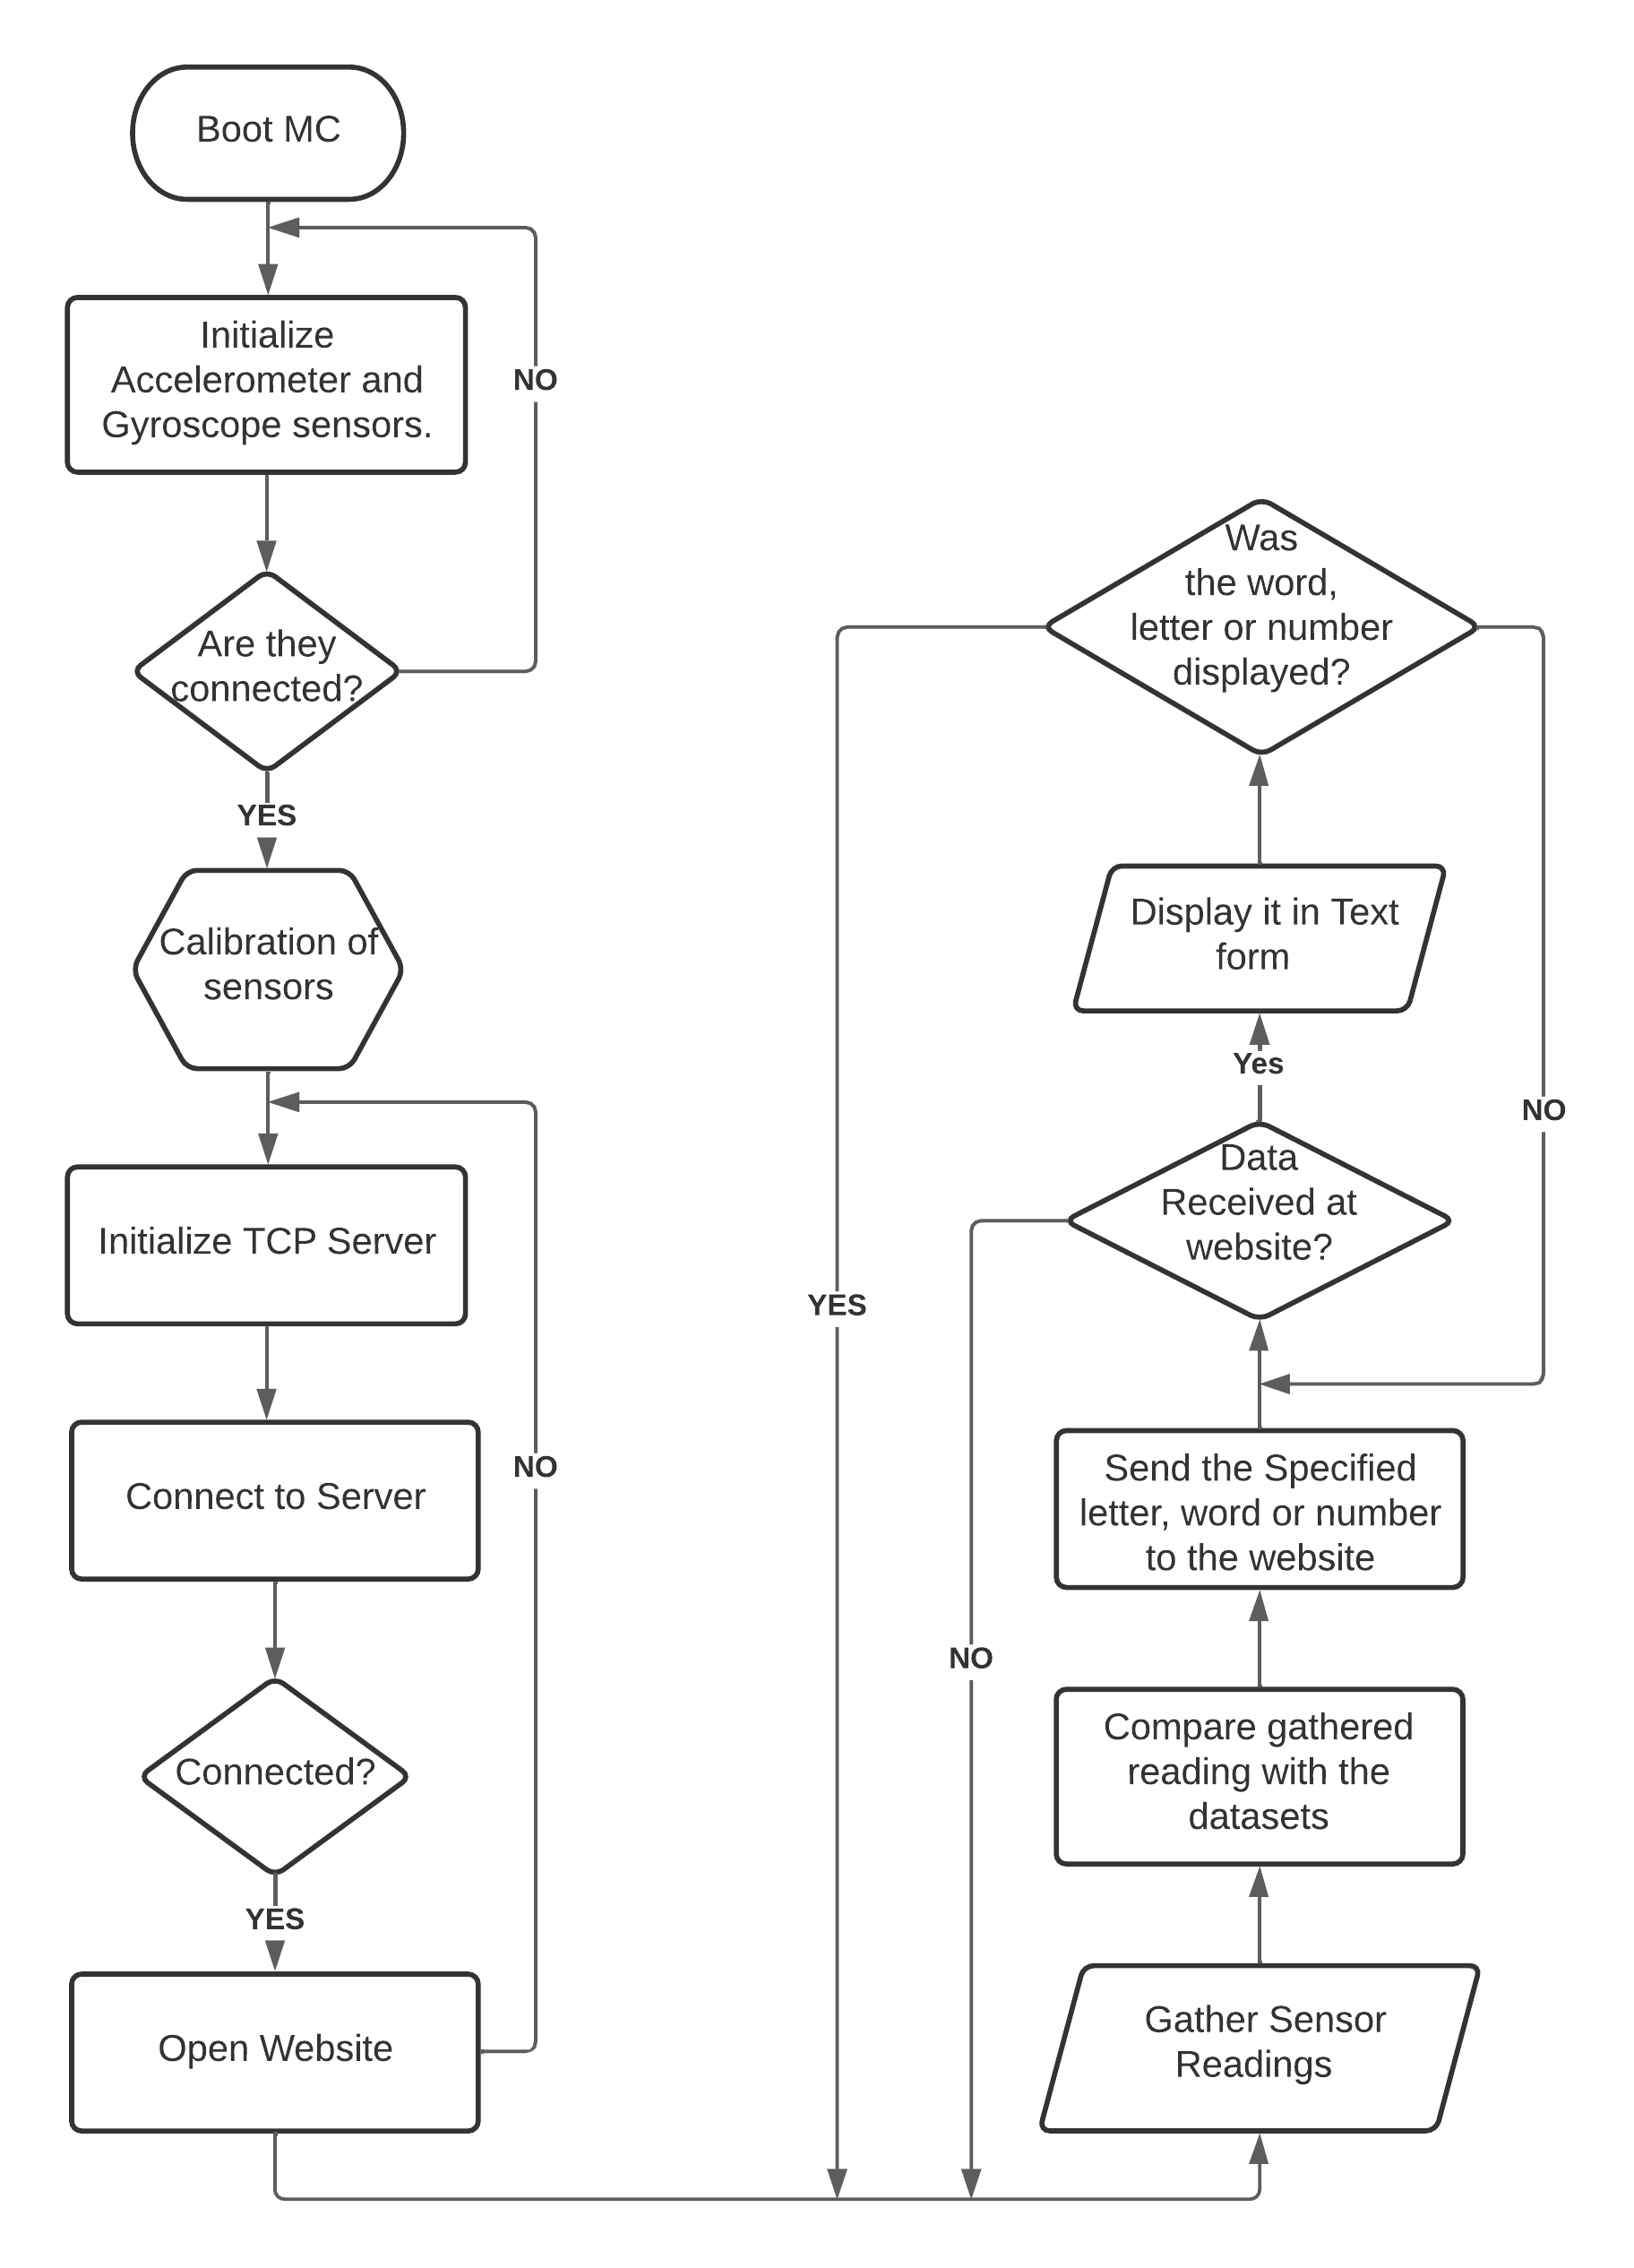 Boot MC
Initialize
Accelerometer and
Gyroscope sensors.
NO
Are they
connected?
YES
Calibration of
sensors
Initialize TCP Server
Connect to Server
NO
Connected?
YES
Open Website
Was
the word,
letter or number
displayed?
Display it in Text
form
Yes
NO
Data
Received at
website?
YES
Send the Specified
letter, word or number
to the website
NO
Compare gathered
reading with the
datasets
Gather Sensor
Readings